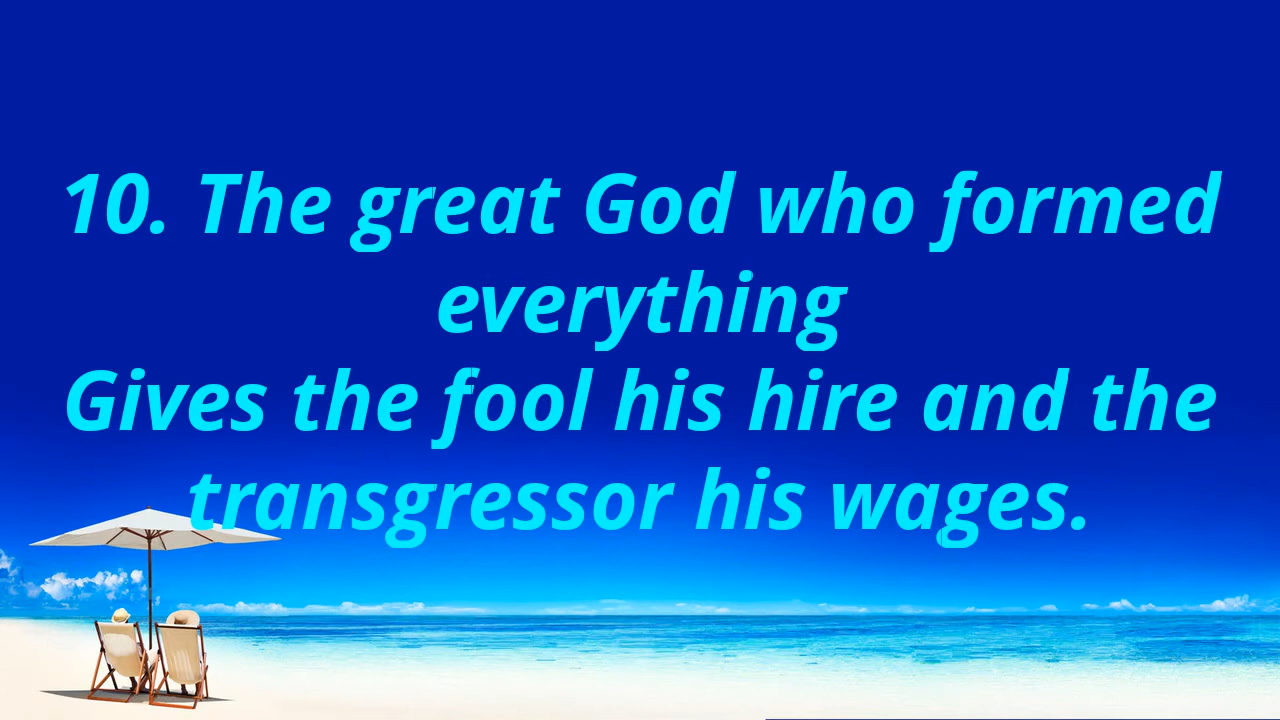 10. The great God who formed
everything
Gives the fool his hire and the
transgressor his wages.